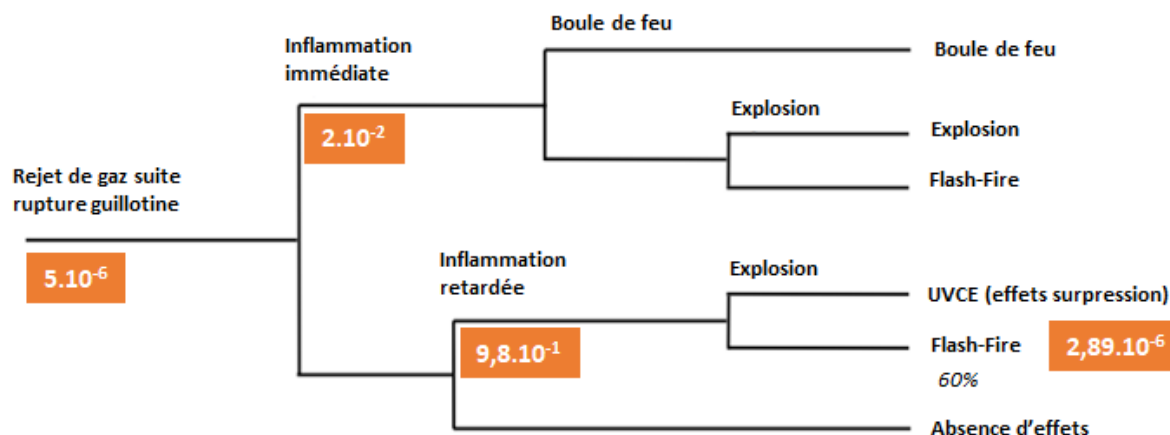 Boule de feu
Boule de feu
Inflammation
immédiate
2.10⁻²
Explosion
Explosion
Flash-Fire
Rejet de gaz suite
rupture guillotine
5.10⁻⁶
Inflammation
retardée
9,8.10⁻¹
Explosion
UVCE (effets surpression)
Flash-Fire
2,89.10⁻⁶
60%
Absence d'effets